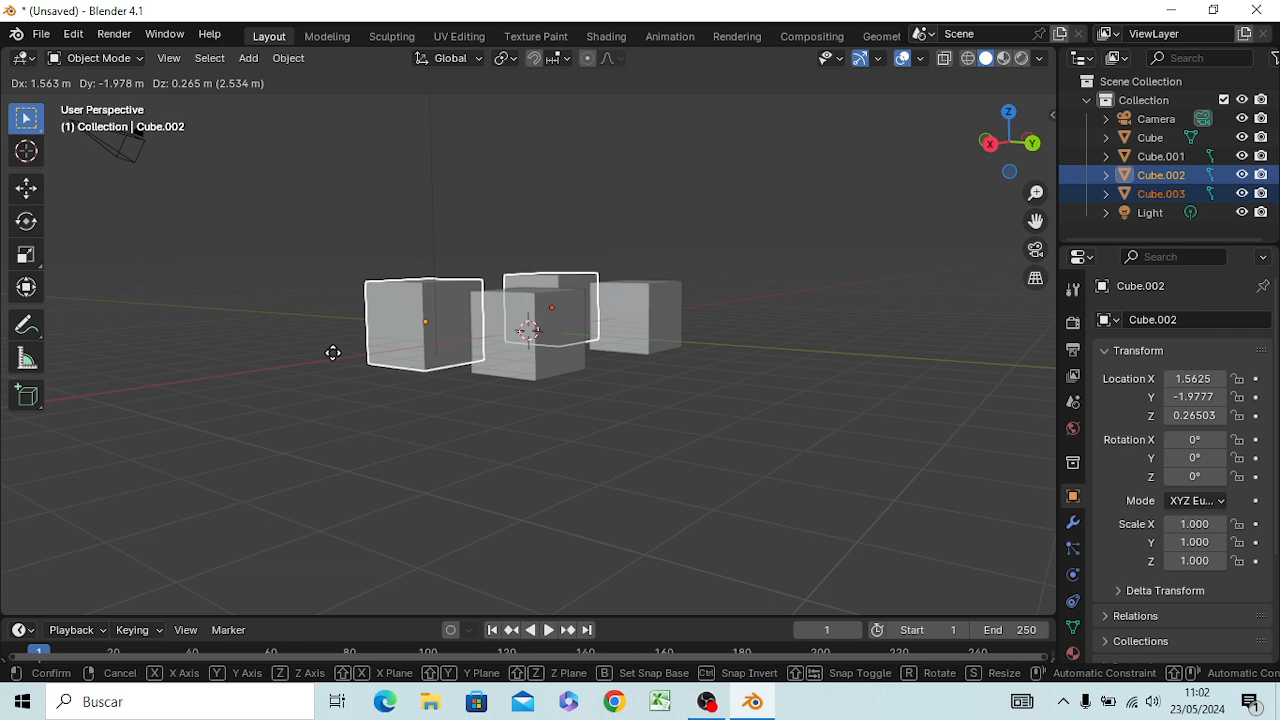 * (Unsaved) - Blender 4.1
File Edit Render Window Help Layout Modeling Sculpting UV Editing Texture Paint Shading Animation Rendering Compositing Geomet Scene ViewLayer
Object Mode View Select Add Object Global Search
Dx: 1.563 m Dy: -1.978 m Dz: 0.265 m (2.534 m)
User Perspective
(1) Collection | Cube.002
Z
X
Y
Scene Collection
Collection
Camera
Cube
Cube.001
Cube.002
Cube.003
Light
Search
Cube.002
Cube.002
Transform
Location X 1.5625
Y -1.9777
Z 0.26503
Rotation X 0°
Y 0°
Z 0°
Mode XYZ Eu...
Scale X 1.000
Y 1.000
Z 1.000
Delta Transform
Relations
Collections
Playback Keying View Marker 1 Start 1 End 250
1 20 40 60 80 100 120 140 160 180 200 220 240
Confirm Cancel X X Axis Y Y Axis Z Z Axis X X Plane Y Y Plane Z Z Plane B Set Snap Base Ctrl Snap Invert Snap Toggle R Rotate S Resize Automatic Constraint Automatic Con
Buscar
11:02
23/05/2024
1